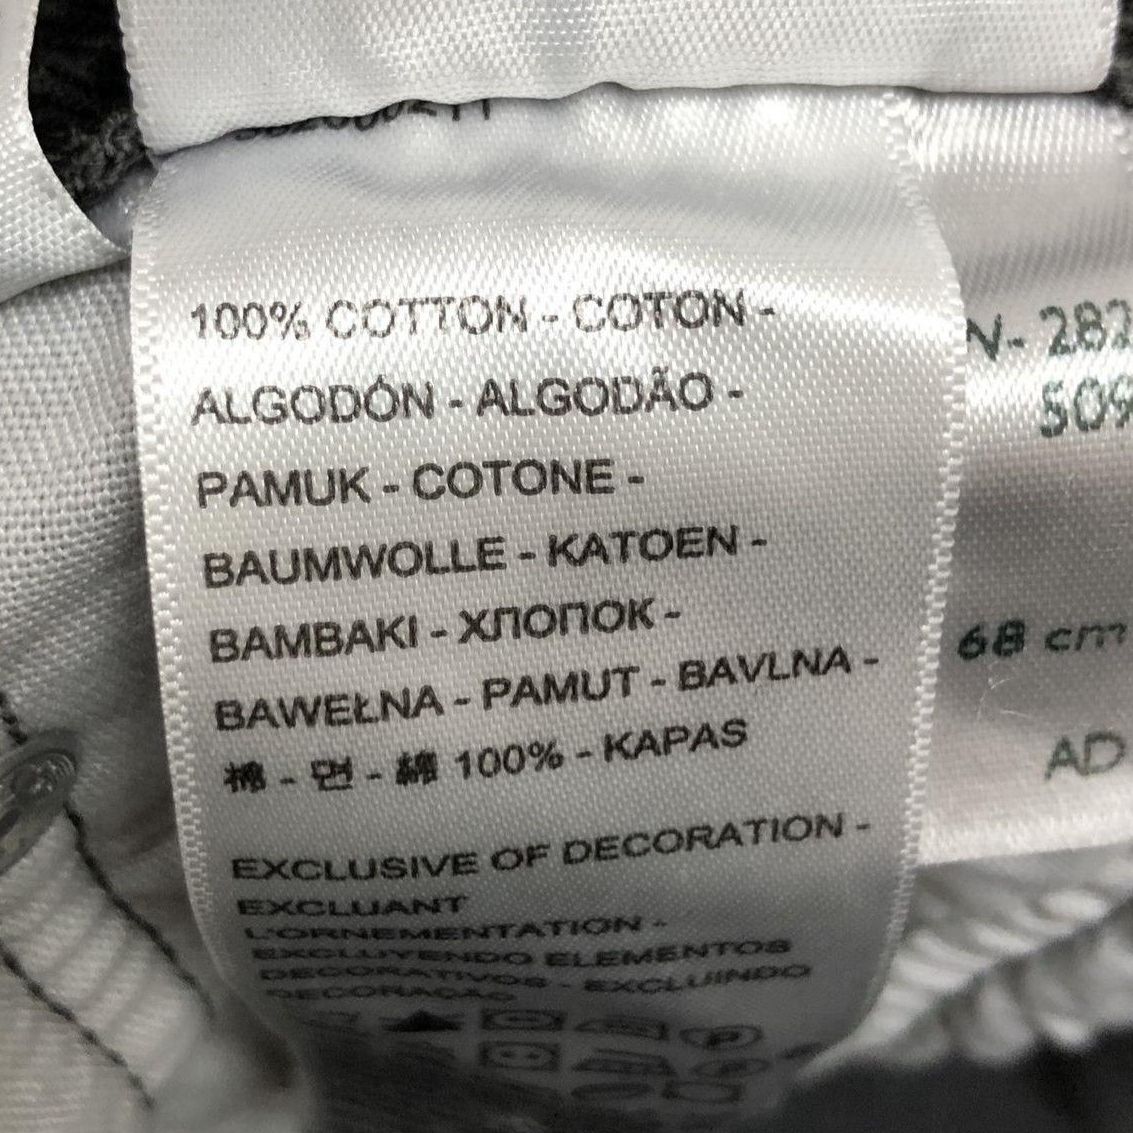 100% COTTON - COTON -
ALGODÓN - ALGODÃO -
PAMUK - COTONE -
BAUMWOLLE - KATOEN -
BAMBAKI - ХЛОПОК -
BAWEŁNA - PAMUT - BAVLNA -
棉 - 면 - 綿 100% - KAPAS
EXCLUSIVE OF DECORATION -
EXCLUANT
L'ORNEMENTATION -
EXCLUYENDO ELEMENTOS
DECORATIVOS - EXCLUINDO
DECORAÇÃO
N- 282
509
68 cm
AD